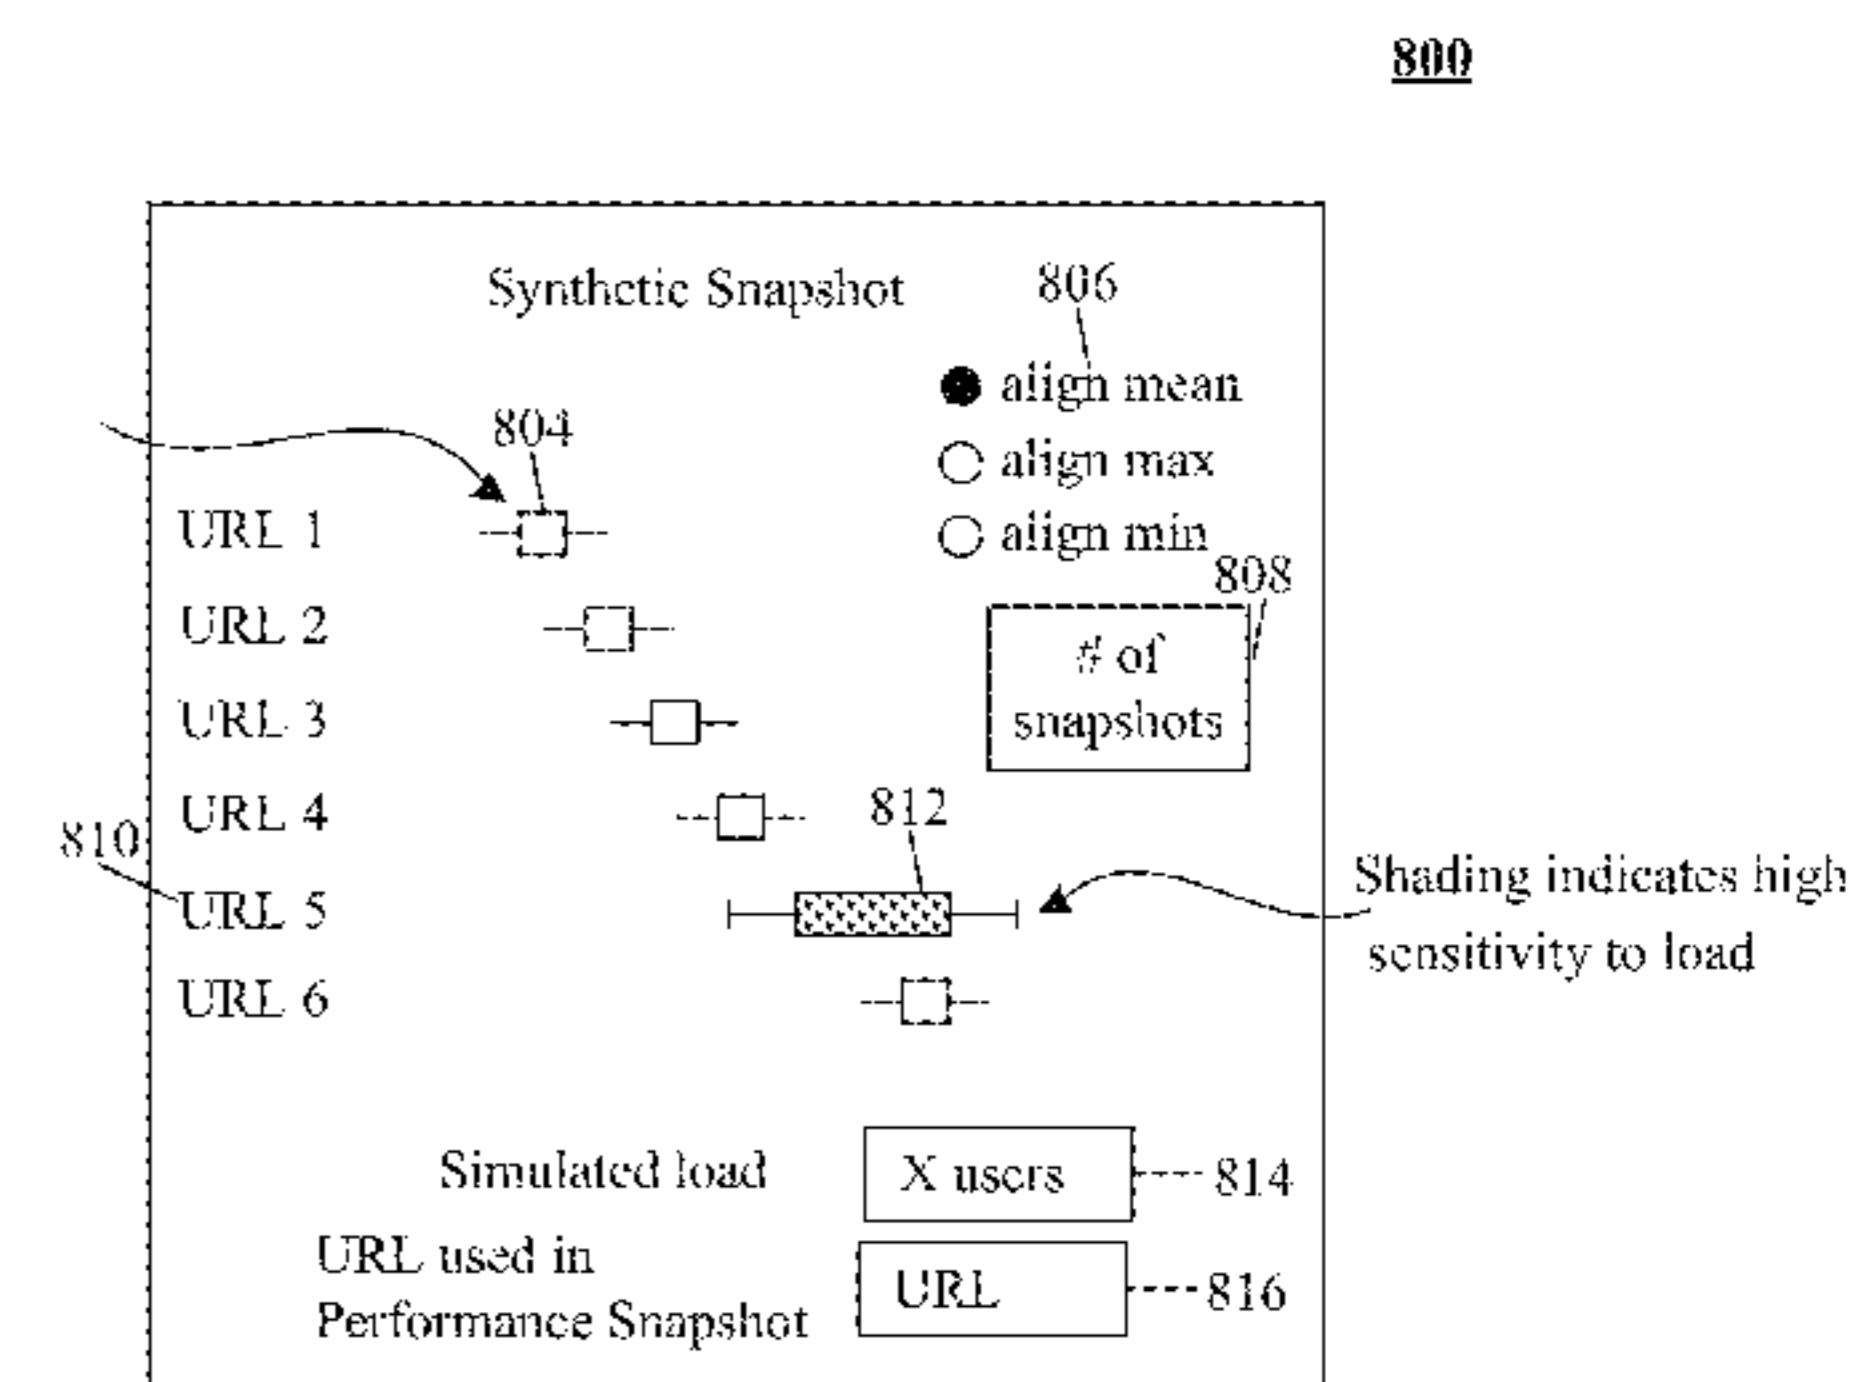 800
Synthetic Snapshot
806
align mean
804
align max
URL 1
align min
808
URL 2
# of
snapshots
URL 3
812
URL 4
810
URL 5
Shading indicates high
sensitivity to load
URL 6
Simulated load
X users
814
URL used in
Performance Snapshot
URL
816